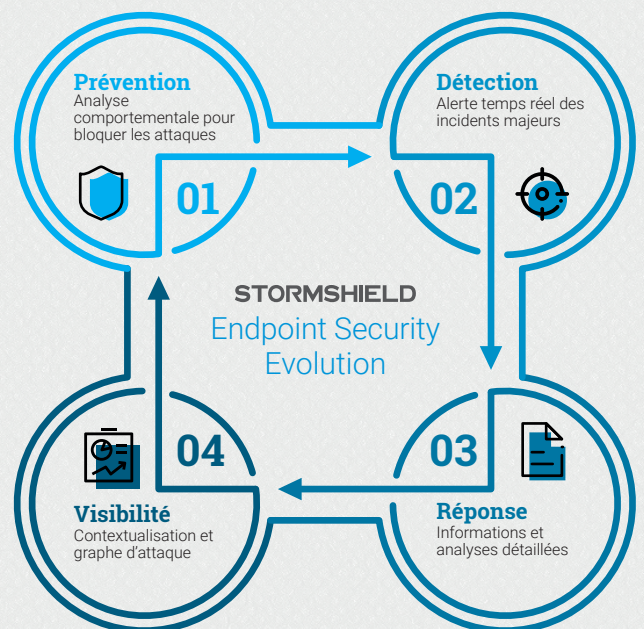 Prévention
Analyse
comportementale pour
bloquer les attaques
01
Détection
Alerte temps réel des
incidents majeurs
02
STORMSHIELD
Endpoint Security
Evolution
04
Visibilité
Contextualisation et
graphe d'attaque
03
Réponse
Informations et
analyses détaillées